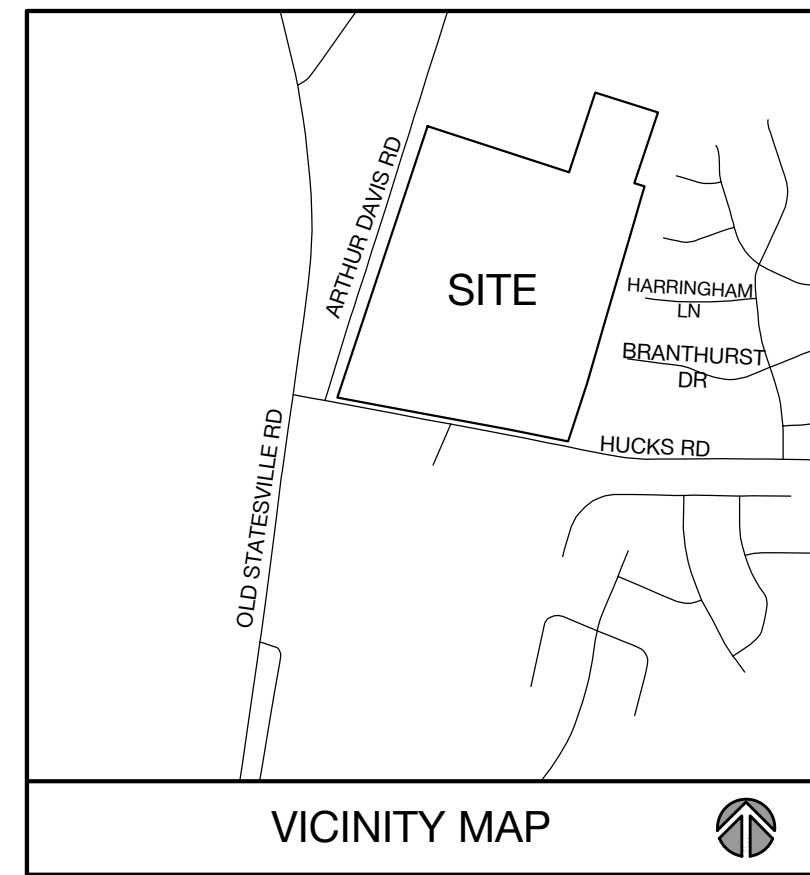 ARTHUR DAVIS RD
SITE
HARRINGHAM
LN
BRANTHURST
DR
HUCKS RD
OLD STATESVILLE RD
VICINITY MAP